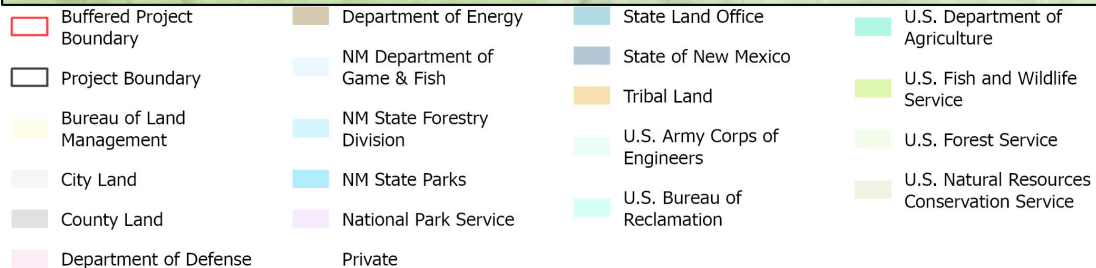 Buffered Project
Boundary
Project Boundary
Bureau of Land
Management
City Land
County Land
Department of Defense
Department of Energy
NM Department of
Game & Fish
NM State Forestry
Division
NM State Parks
National Park Service
Private
State Land Office
State of New Mexico
Tribal Land
U.S. Army Corps of
Engineers
U.S. Bureau of
Reclamation
U.S. Department of
Agriculture
U.S. Fish and Wildlife
Service
U.S. Forest Service
U.S. Natural Resources
Conservation Service